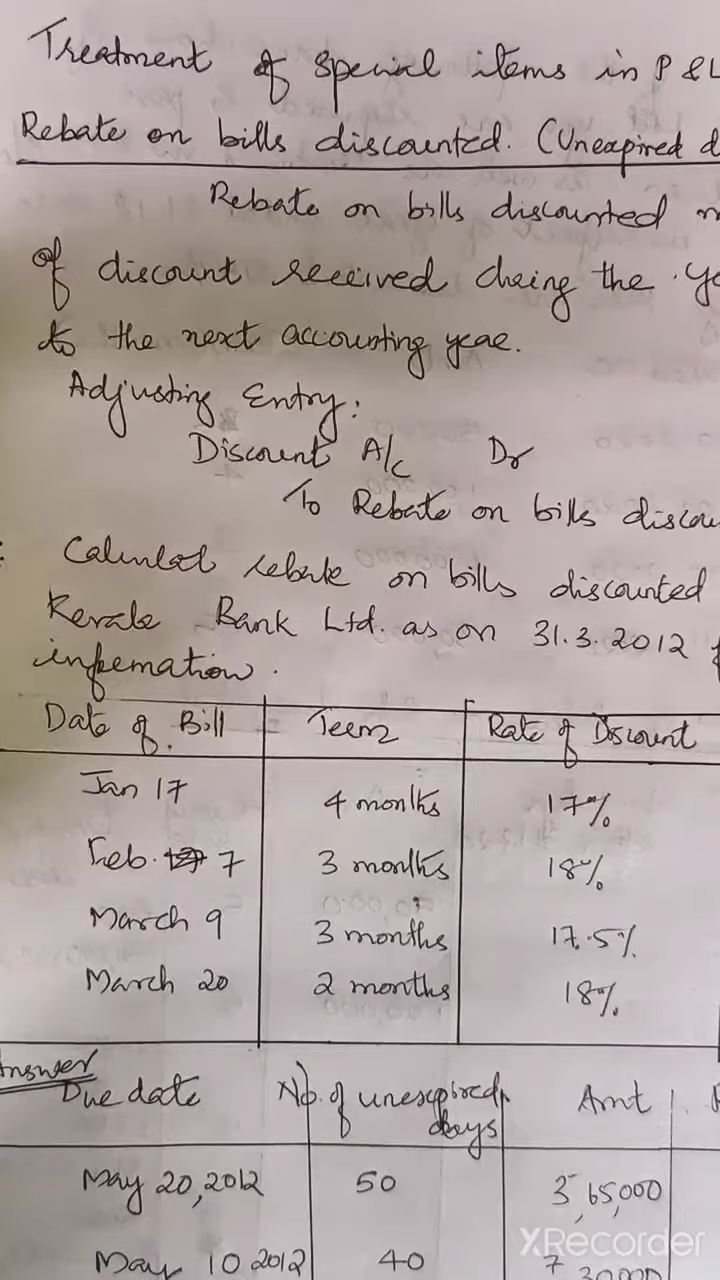 Treatment of special items in P & L
Rebate on bills discounted. (Unexpired d
Rebate on bills discounted
of discount received during the
to the next accounting year.
Adjusting Entry:
Discount A/c Dr
To Rebate on bills discou
Calculat rebate on bills discounted
Kerala Bank Ltd. as on 31.3.2012
information.
Date of Bill Term Rate of Discount
Jan 17 4 months 17%
Feb. 7 3 months 18%
March 9 3 months 17.5%
March 20 2 months 18%
Answer
Due date No. of unexpired days Amt
May 20, 2012 50 3,65,000
May 10 2012 40
XRecorder